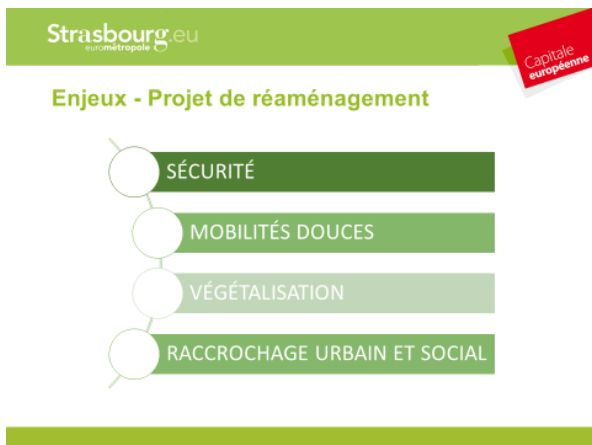 Strasbourg.eu
eurométropole
Capitale
européenne
Enjeux - Projet de réaménagement
SÉCURITÉ
MOBILITÉS DOUCES
VÉGÉTALISATION
RACCROCHAGE URBAIN ET SOCIAL